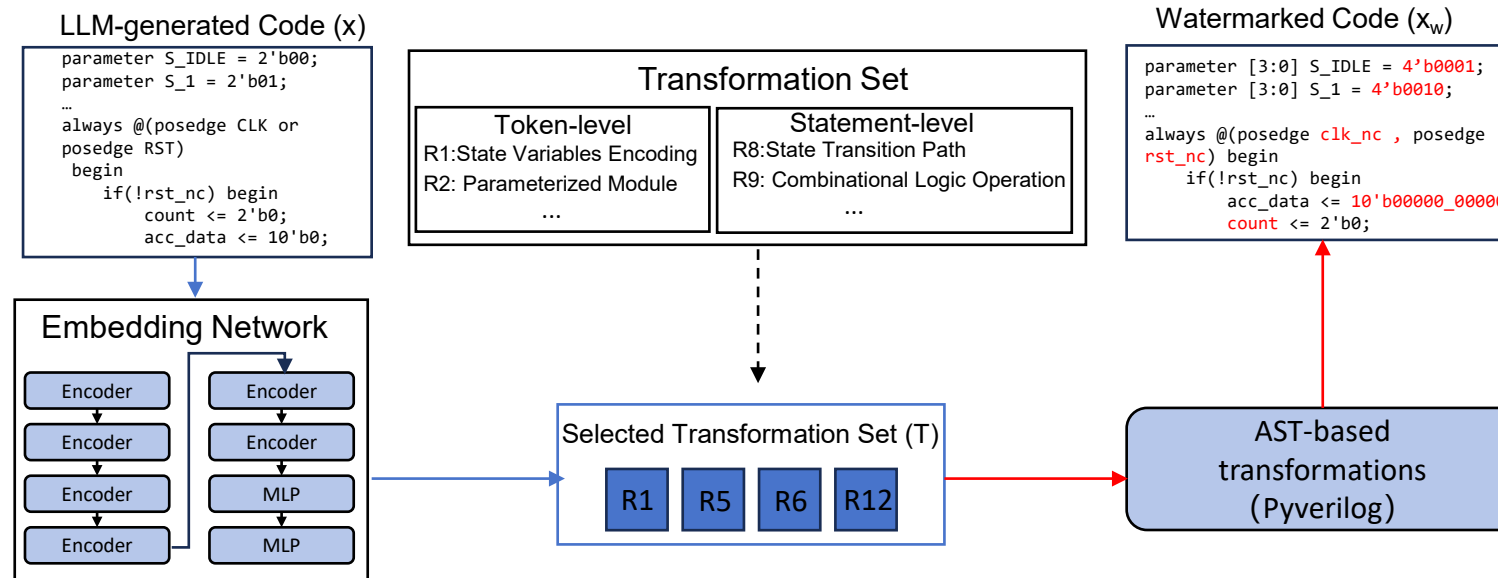 LLM-generated Code (x)
parameter S_IDLE = 2'b00;
parameter S_1 = 2'b01;
…
always @(posedge CLK or
posedge RST)
begin
if(!rst_nc) begin
count <= 2'b0;
acc_data <= 10'b0;
Transformation Set
Token-level
R1:State Variables Encoding
R2: Parameterized Module
...
Statement-level
R8:State Transition Path
R9: Combinational Logic Operation
...
Watermarked Code (xw)
parameter [3:0] S_IDLE = 4’b0001;
parameter [3:0] S_1 = 4’b0010;
…
always @(posedge clk_nc , posedge
rst_nc) begin
if(!rst_nc) begin
acc_data <= 10'b00000_00000
count <= 2'b0;
Embedding Network
Encoder
Encoder
Encoder
Encoder
Encoder
Encoder
MLP
MLP
Selected Transformation Set (T)
R1
R5
R6
R12
AST-based
transformations
(Pyverilog)